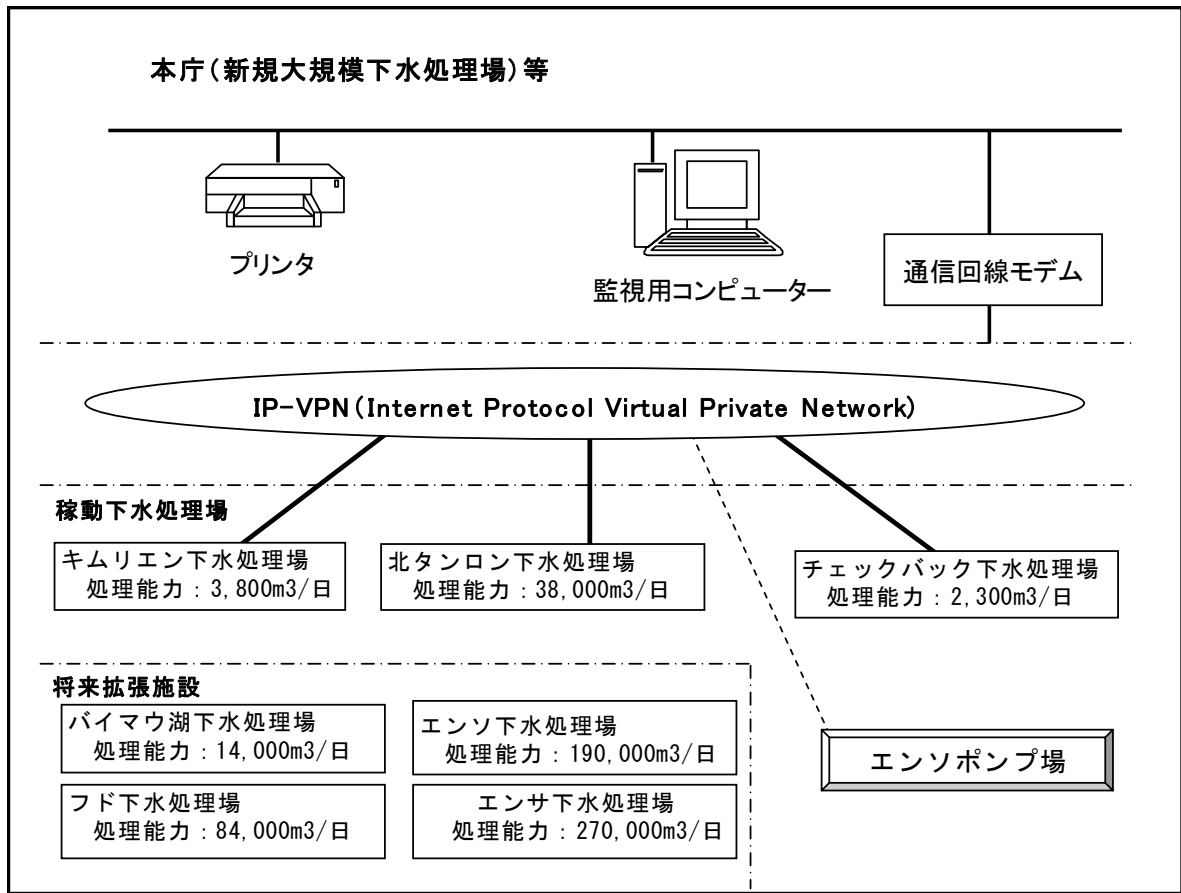 本庁(新規大規模下水処理場)等
プリンタ
監視用コンピューター
通信回線モデム
IP-VPN(Internet Protocol Virtual Private Network)
稼動下水処理場
キムリエン下水処理場
処理能力:3,800m3/日
北タンロン下水処理場
処理能力:38,000m3/日
チェックバック下水処理場
処理能力:2,300m3/日
将来拡張施設
バイマウ湖下水処理場
処理能力:14,000m3/日
エンソ下水処理場
処理能力:190,000m3/日
フド下水処理場
処理能力:84,000m3/日
エンサ下水処理場
処理能力:270,000m3/日
エンソポンプ場